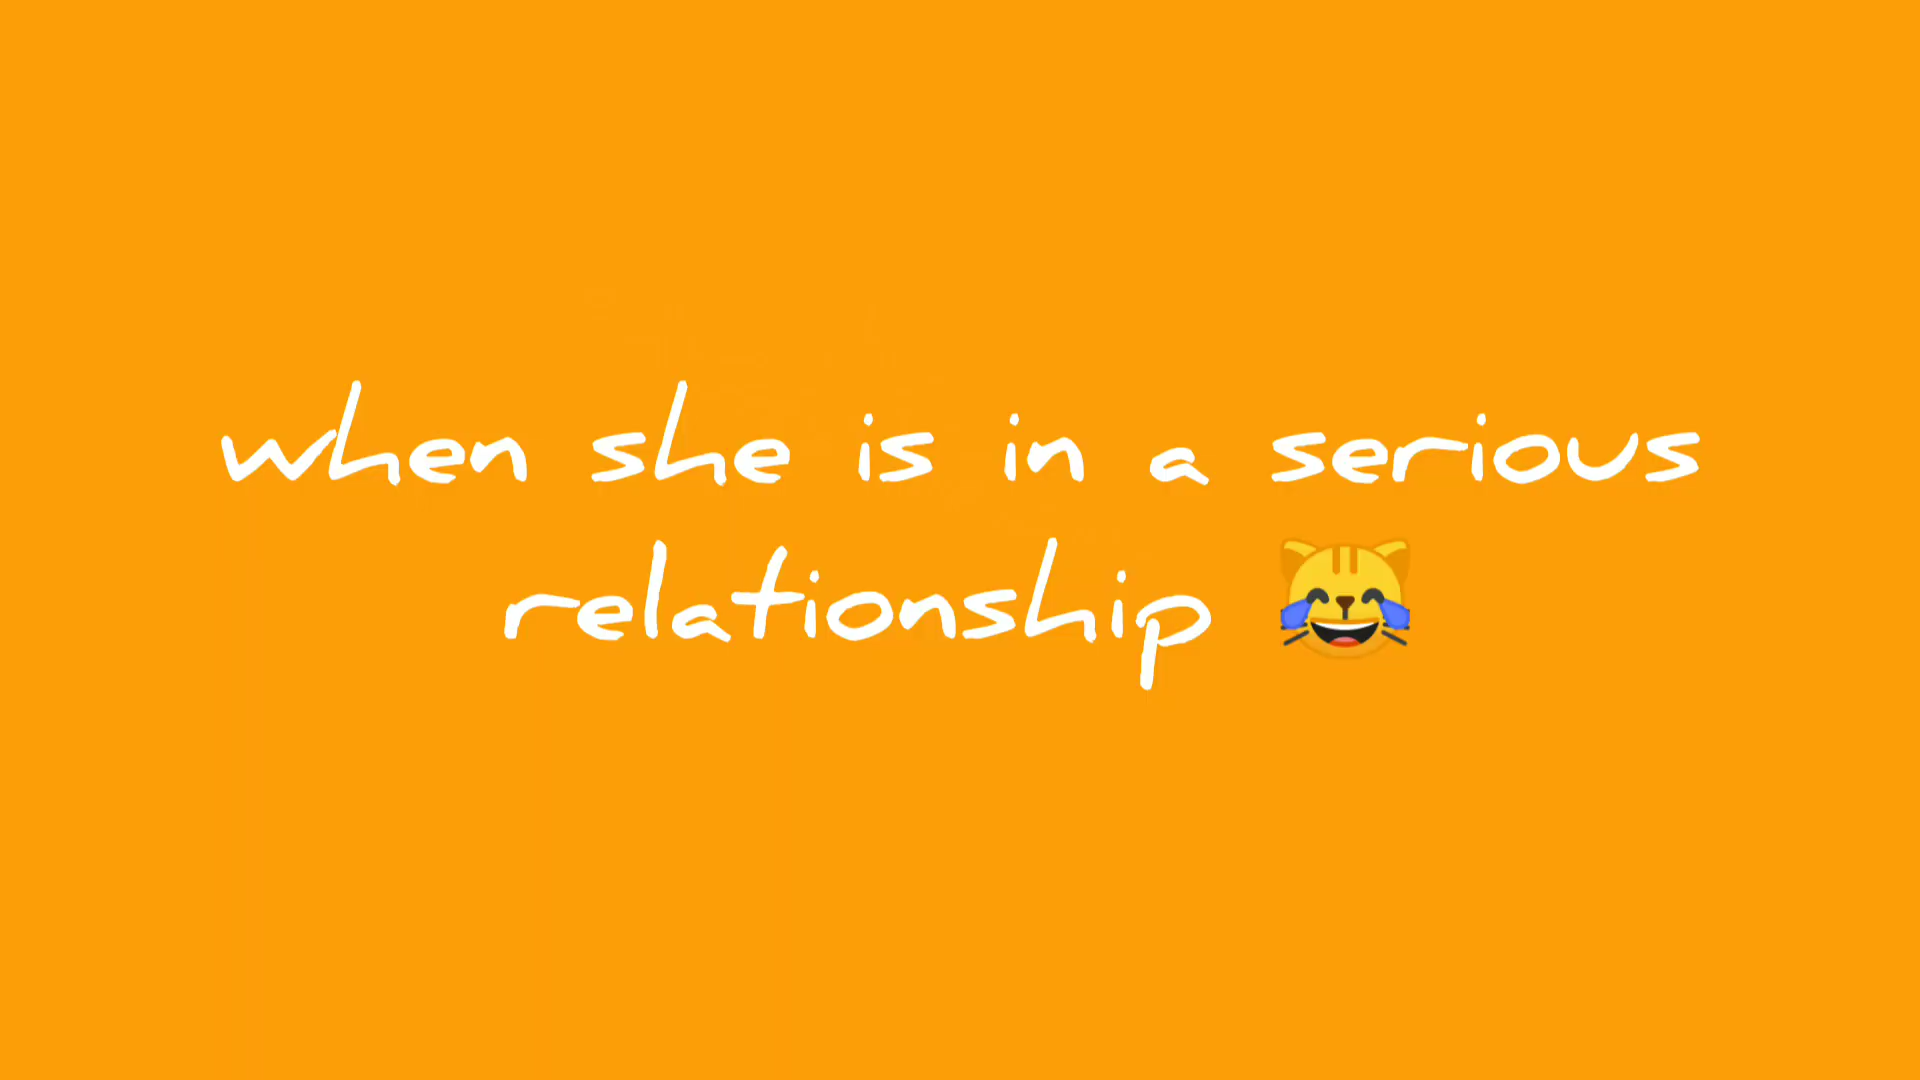 when she is in a serious
relationship 😹